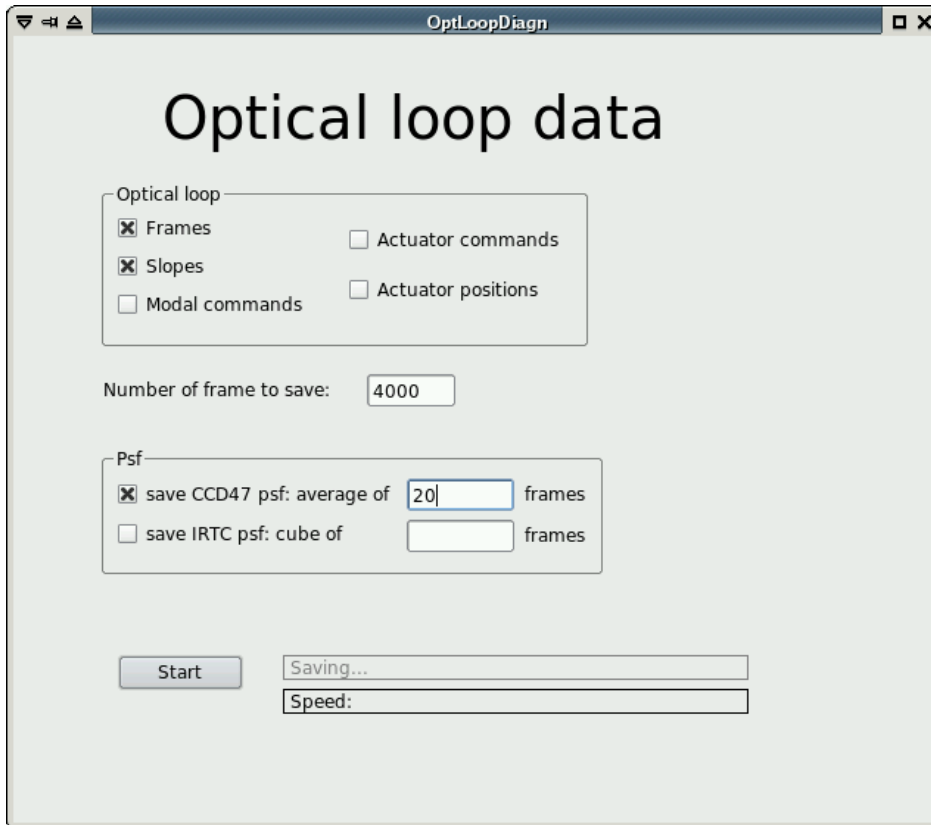 OptLoopDiagn
Optical loop data
Optical loop
Frames
Actuator commands
Slopes
Actuator positions
Modal commands
Number of frame to save: 4000
Psf
save CCD47 psf: average of 20 frames
save IRTC psf: cube of frames
Start
Saving...
Speed: